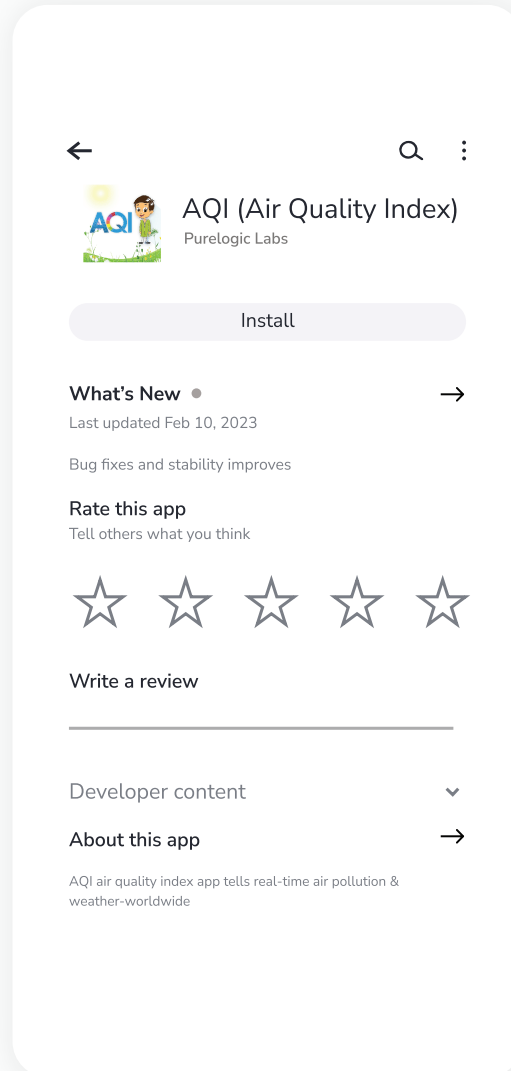 AQI (Air Quality Index)
AQI
Purelogic Labs
Install
What’s New
Last updated Feb 10, 2023
Bug fixes and stability improves
Rate this app
Tell others what you think
Write a review
Developer content
About this app
AQI air quality index app tells real-time air pollution &
weather-worldwide